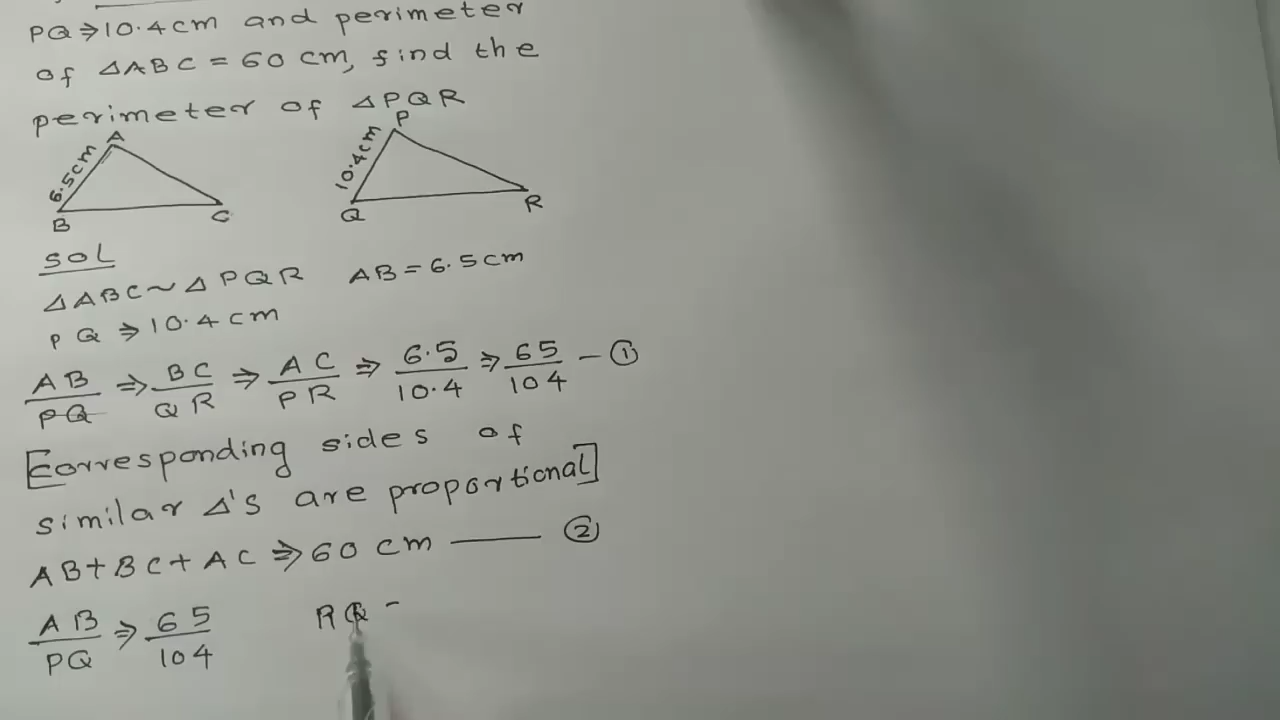 PQ ⇒ 10.4cm and perimeter
of △ABC = 60 cm, find the
perimeter of △PQR
A
P
6.5cm
10.4cm
B
C
Q
R
SOL
△ABC ~ △PQR AB = 6.5cm
PQ ⇒ 10.4cm
AB/PQ ⇒ BC/QR ⇒ AC/PR ⇒ 6.5/10.4 ⇒ 65/104 — ①
[Corresponding sides of
similar △'s are proportional]
AB + BC + AC ⇒ 60 cm —— ②
AB/PQ ⇒ 65/104